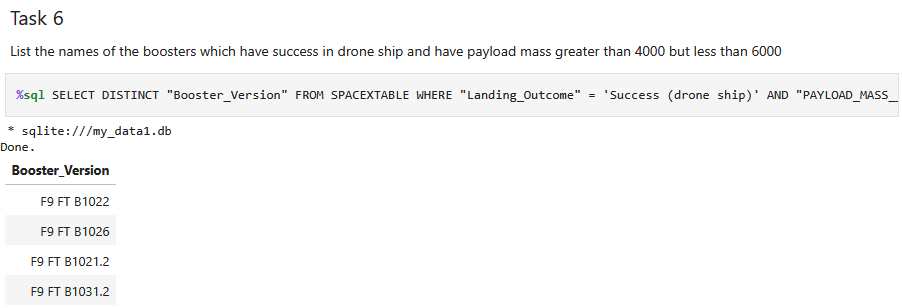 Task 6
List the names of the boosters which have success in drone ship and have payload mass greater than 4000 but less than 6000
%sql SELECT DISTINCT "Booster_Version" FROM SPACEXTABLE WHERE "Landing_Outcome" = 'Success (drone ship)' AND "PAYLOAD_MASS_
* sqlite:///my_data1.db
Done.
Booster_Version
F9 FT B1022
F9 FT B1026
F9 FT B1021.2
F9 FT B1031.2